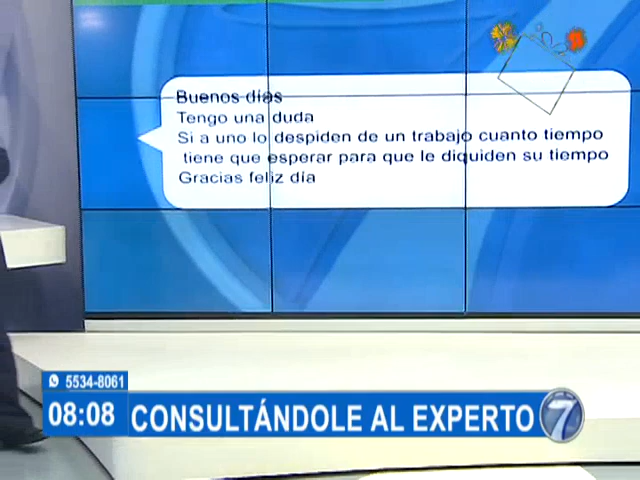 Buenos días
Tengo una duda
Si a uno lo despiden de un trabajo cuanto tiempo
tiene que esperar para que le diquiden su tiempo
Gracias feliz día
5534-8061
08:08
CONSULTÁNDOLE AL EXPERTO
7